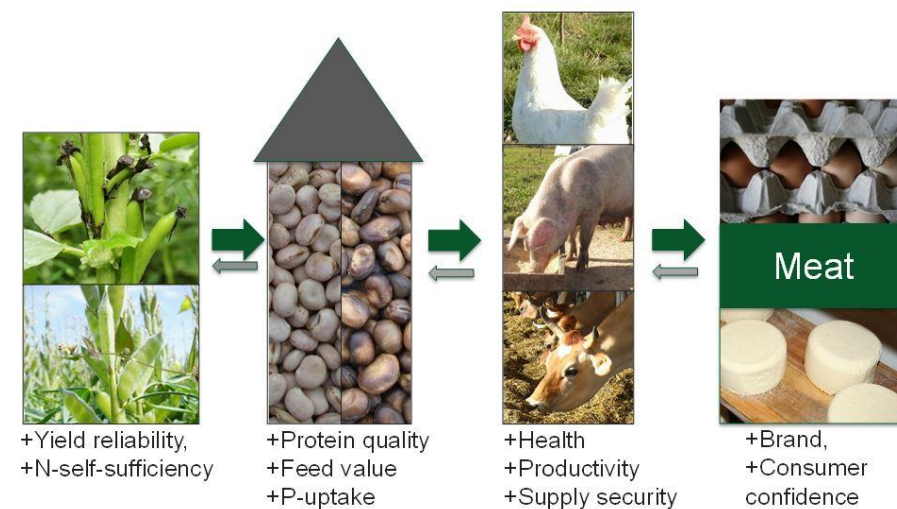 Meat
+Yield reliability,
+N-self-sufficiency
+Protein quality
+Feed value
+P-uptake
+Health
+Productivity
+Supply security
+Brand,
+Consumer
confidence